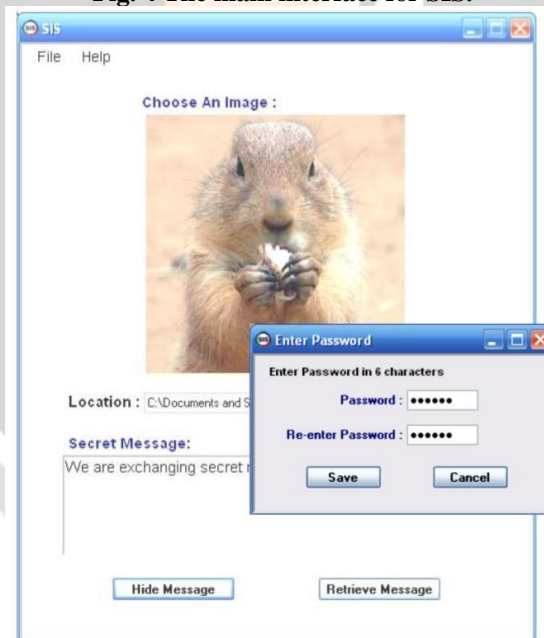 Fig. 4 The main interface for SIS.
SIS
File Help
Choose An Image :
Enter Password
Enter Password in 6 characters
Password : ••••••
Re-enter Password : ••••••
Save Cancel
Location : C:\Documents and S
Secret Message:
We are exchanging secret
Hide Message Retrieve Message